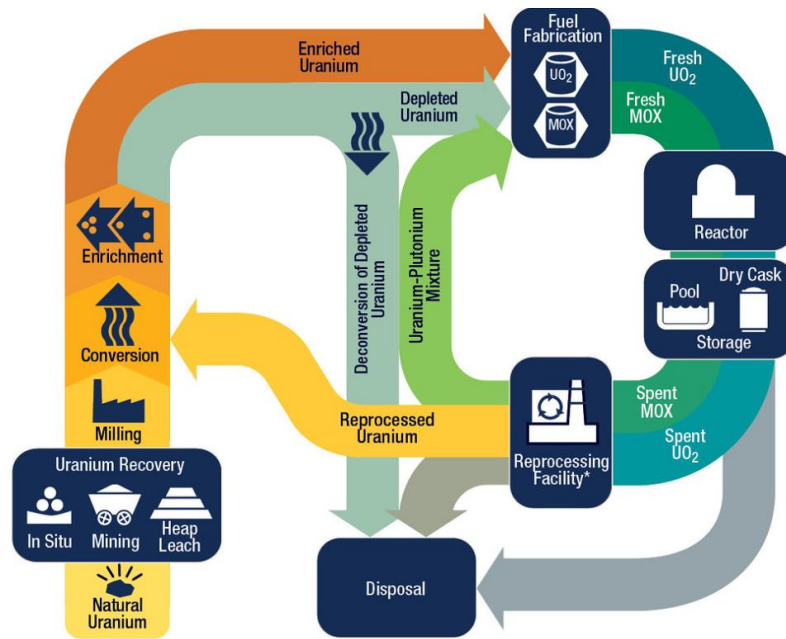 Enriched
Uranium
Depleted
Uranium
Fuel
Fabrication
UO₂
MOX
Fresh
UO₂
Fresh
MOX
Reactor
Pool
Dry Cask
Storage
Spent
MOX
Spent
UO₂
Reprocessing
Facility*
Uranium-Plutonium
Mixture
Deconversion of Depleted
Uranium
Reprocessed
Uranium
Enrichment
Conversion
Milling
Uranium Recovery
In Situ
Mining
Heap
Leach
Natural
Uranium
Disposal